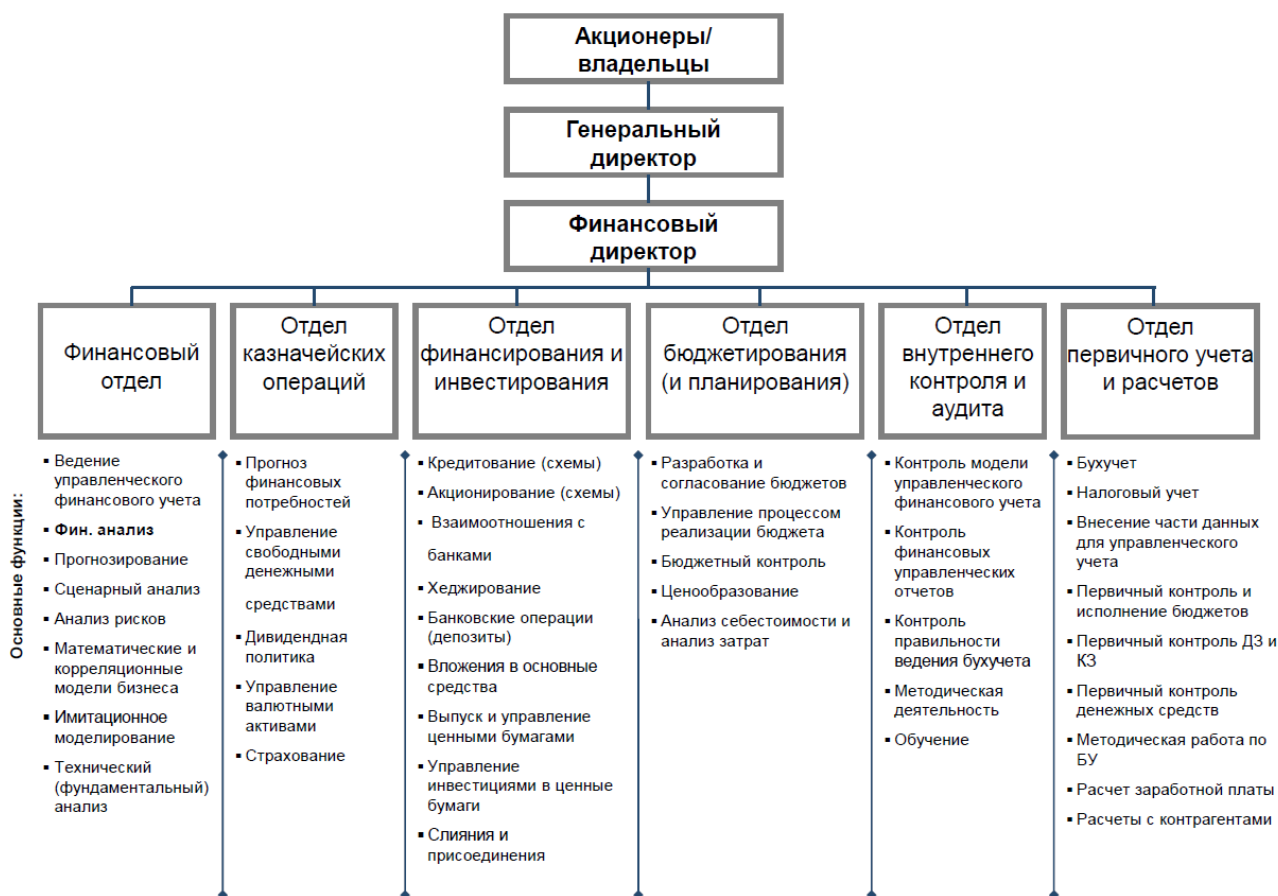 Акционеры/
владельцы
Генеральный
директор
Финансовый
директор
Финансовый
отдел
Отдел
казначейских
операций
Отдел
финансирования и
инвестирования
Отдел
бюджетирования
(и планирования)
Отдел
внутреннего
контроля и
аудита
Отдел
первичного учета
и расчетов
Основные функции:
▪ Ведение
управленческого
финансового учета
▪ Фин. анализ
▪ Прогнозирование
▪ Сценарный анализ
▪ Анализ рисков
▪ Математические и
корреляционные
модели бизнеса
▪ Имитационное
моделирование
▪ Технический
(фундаментальный)
анализ
▪ Прогноз
финансовых
потребностей
▪ Управление
свободными
денежными
средствами
▪ Дивидендная
политика
▪ Управление
валютными
активами
▪ Страхование
▪ Кредитование (схемы)
▪ Акционирование (схемы)
▪ Взаимоотношения с
банками
▪ Хеджирование
▪ Банковские операции
(депозиты)
▪ Вложения в основные
средства
▪ Выпуск и управление
ценными бумагами
▪ Управление
инвестициями в ценные
бумаги
▪ Слияния и
присоединения
▪ Разработка и
согласование бюджетов
▪ Управление процессом
реализации бюджета
▪ Бюджетный контроль
▪ Ценообразование
▪ Анализ себестоимости и
анализ затрат
▪ Контроль модели
управленческого
финансового учета
▪ Контроль
финансовых
управленческих
отчетов
▪ Контроль
правильности
ведения бухучета
▪ Методическая
деятельность
▪ Обучение
▪ Бухучет
▪ Налоговый учет
▪ Внесение части данных
для управленческого
учета
▪ Первичный контроль и
исполнение бюджетов
▪ Первичный контроль ДЗ и
КЗ
▪ Первичный контроль
денежных средств
▪ Методическая работа по
БУ
▪ Расчет заработной платы
▪ Расчеты с контрагентами